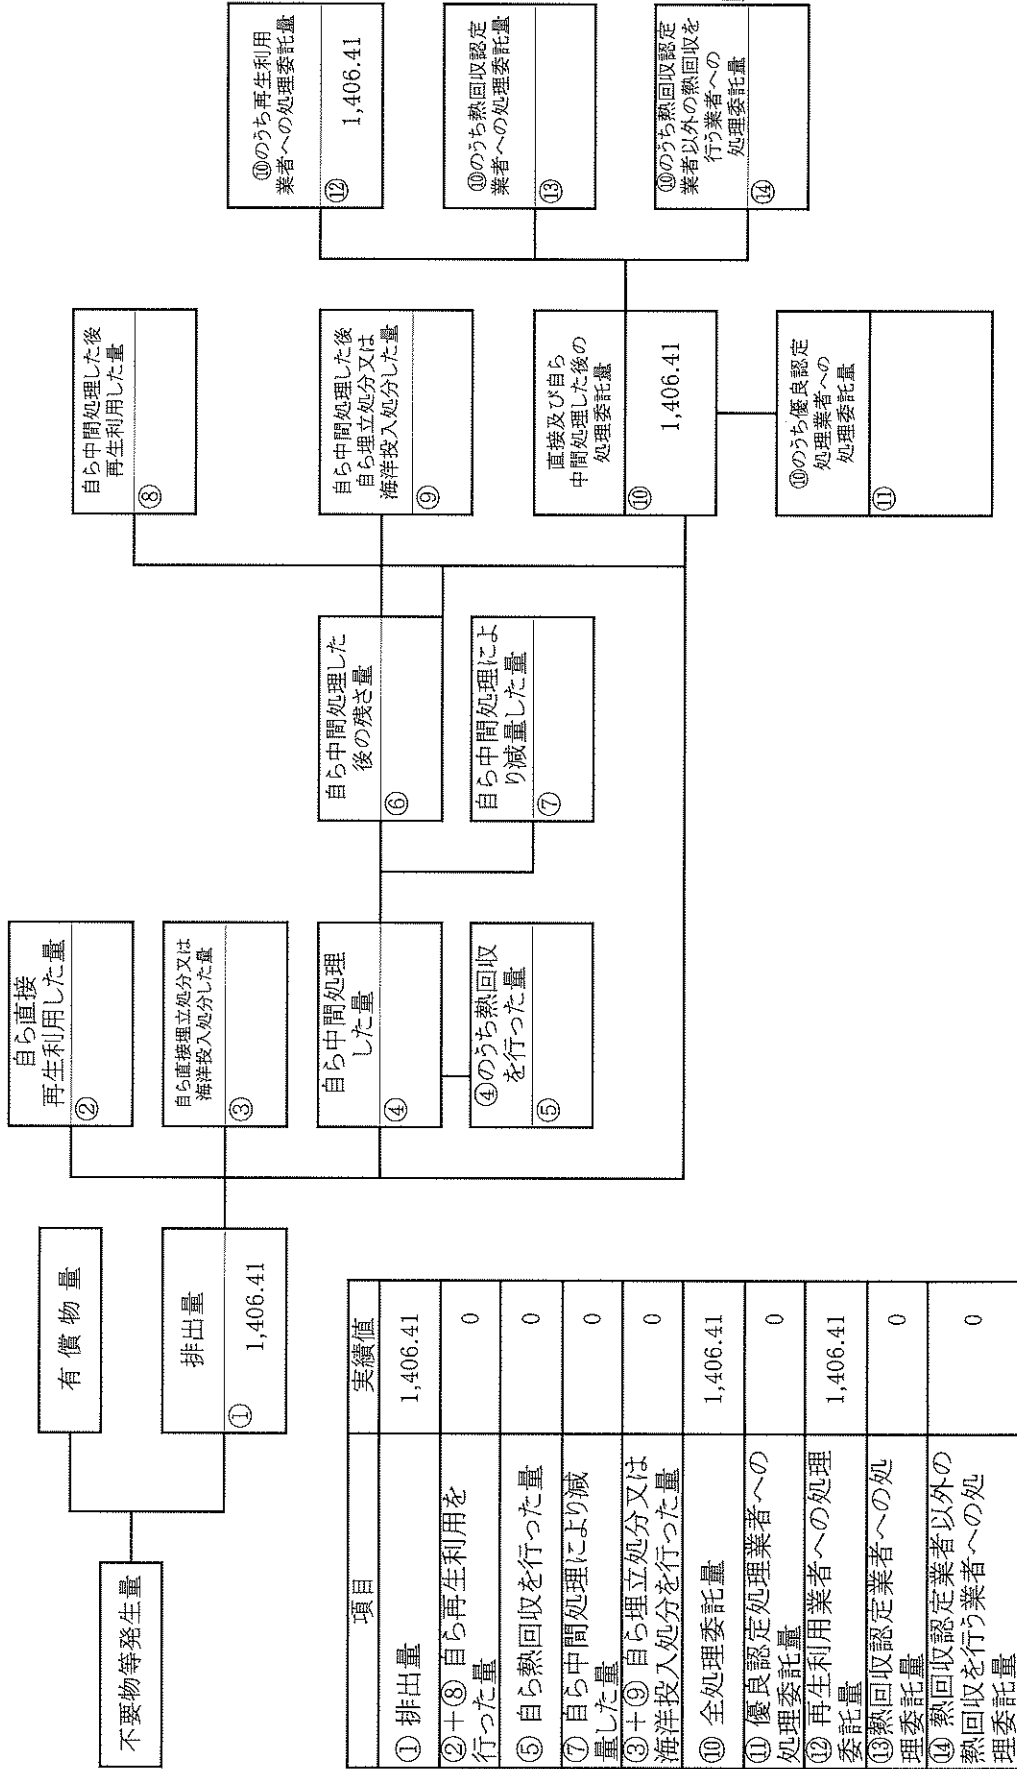 不要物等発生量
有償物量
排出量
①
1,406.41
自ら直接
再生利用した量
②
自ら直接埋立処分又は
海洋投入処分した量
③
自ら中間処理
した量
④
④のうち熱回収
を行った量
⑤
自ら中間処理した
後の残さ量
⑥
自ら中間処理によ
り減量した量
⑦
自ら中間処理した後
再生利用した量
⑧
自ら中間処理した後
自ら埋立処分又は
海洋投入処分した量
⑨
直接及び自ら
中間処理した後の
処理委託量
⑩
1,406.41
⑩のうち優良認定
処理業者への
処理委託量
⑪
⑩のうち再生利用
業者への処理委託量
⑫
1,406.41
⑩のうち熱回収認定
業者への処理委託量
⑬
⑩のうち熱回収認定
業者以外の熱回収を
行う業者への
処理委託量
⑭
項目 実績値
①排出量 1,406.41
②+⑧自ら再生利用を
行った量 0
⑤自ら熱回収を行った量 0
⑦自ら中間処理により減
量した量 0
③+⑨自ら埋立処分又は
海洋投入処分を行った量 0
⑩全処理委託量 1,406.41
⑪優良認定処理業者への
処理委託量 0
⑫再生利用業者への処理
委託量 1,406.41
⑬熱回収認定業者への処
理委託量 0
⑭熱回収認定業者以外の
熱回収を行う業者への処
理委託量 0